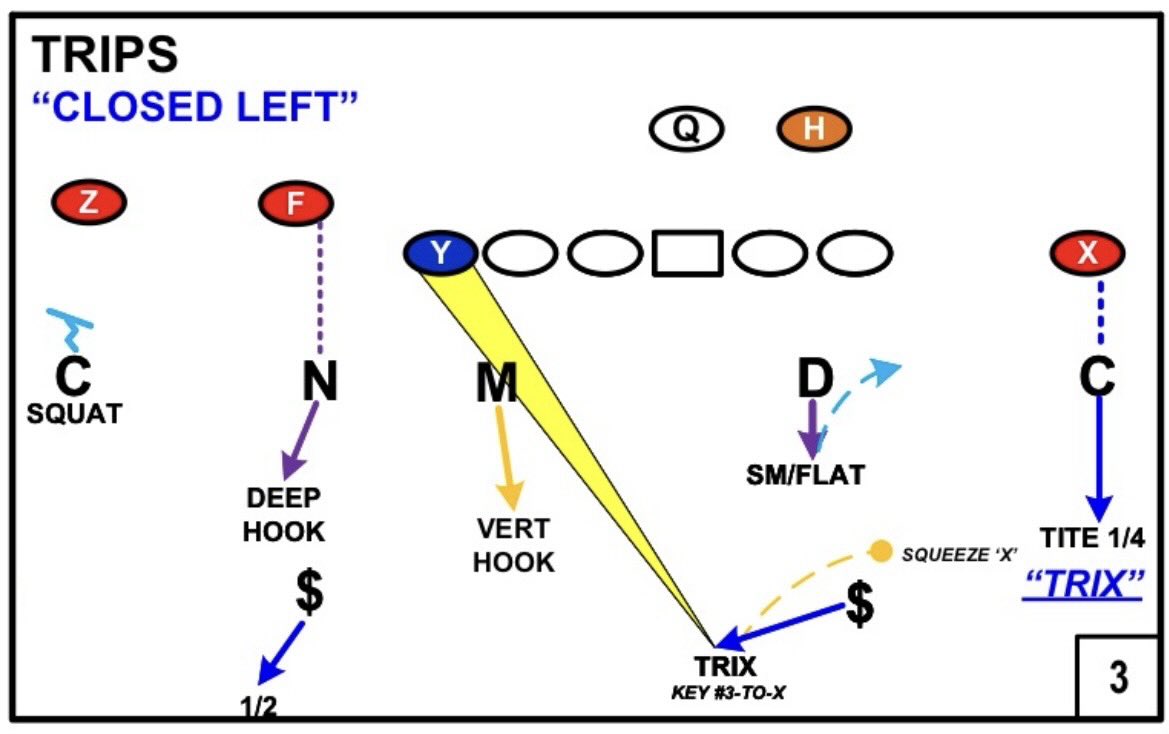 TRIPS
“CLOSED LEFT”
Q H
Z F
Y X
C N M D C
SQUAT
SM/FLAT
DEEP
HOOK
VERT
HOOK
TITE 1/4
SQUEEZE ‘X’
“TRIX”
$ $
TRIX
KEY #3-TO-X
1/2
3